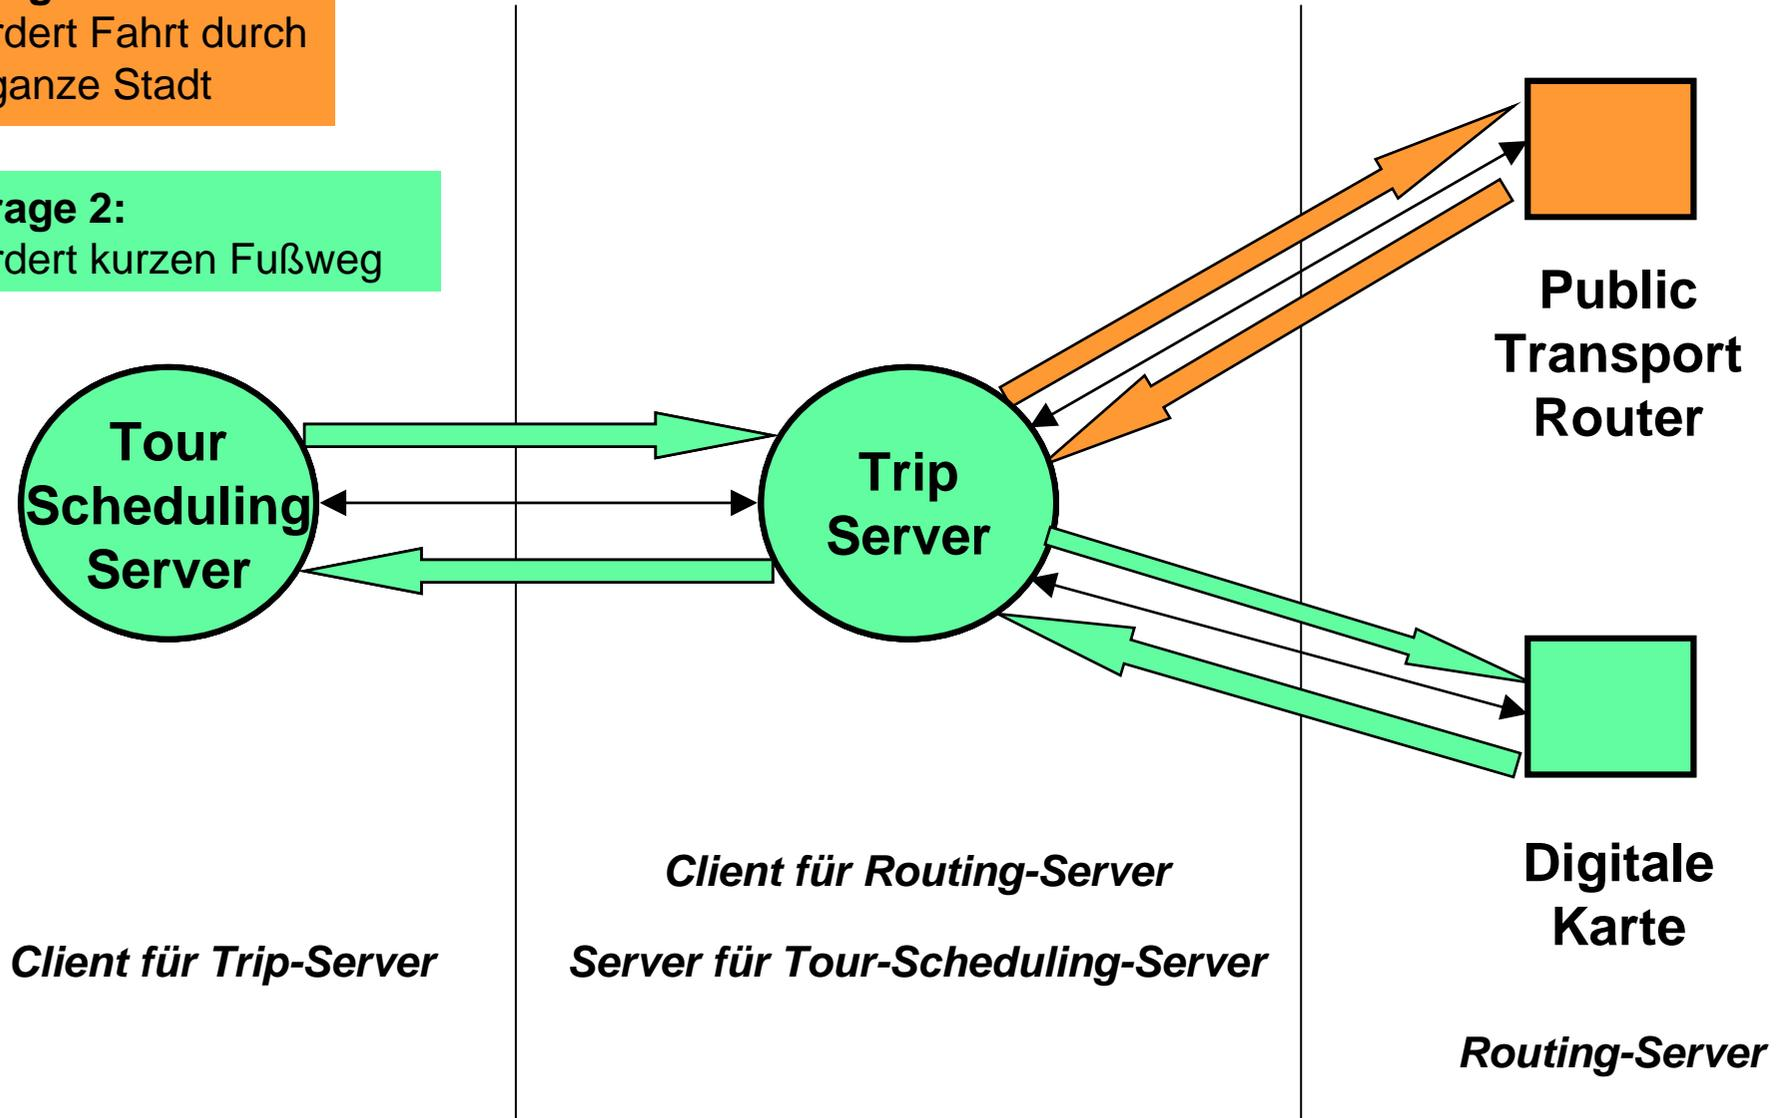 rdert Fahrt durch
ganze Stadt
rage 2:
rdert kurzen Fußweg
Public
Transport
Router
Tour
Scheduling
Server
Trip
Server
Digitale
Karte
Client für Routing-Server
Client für Trip-Server
Server für Tour-Scheduling-Server
Routing-Server